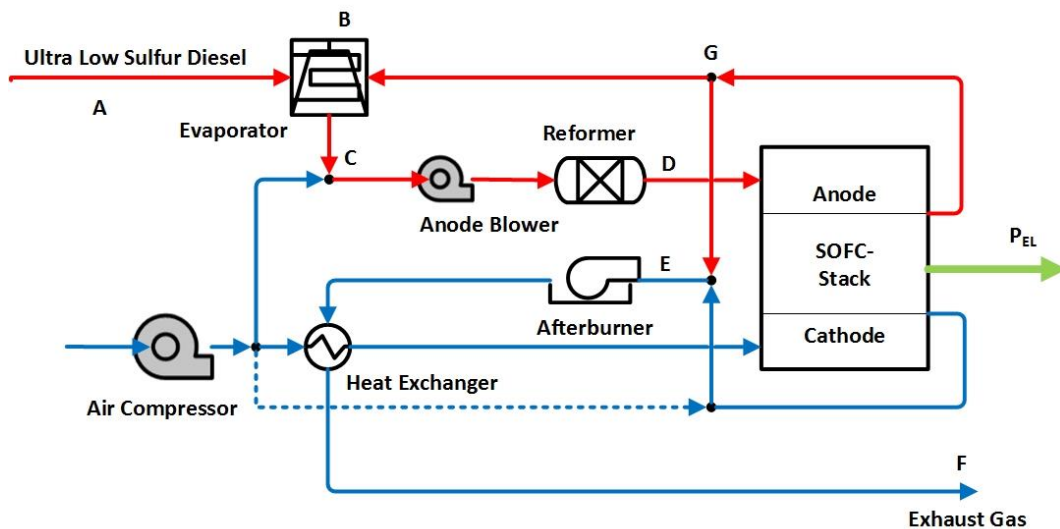 B
G
Ultra Low Sulfur Diesel
A
Evaporator
Reformer
C
D
Anode
Anode Blower
P_EL
SOFC-
Stack
E
Afterburner
Cathode
Heat Exchanger
Air Compressor
F
Exhaust Gas